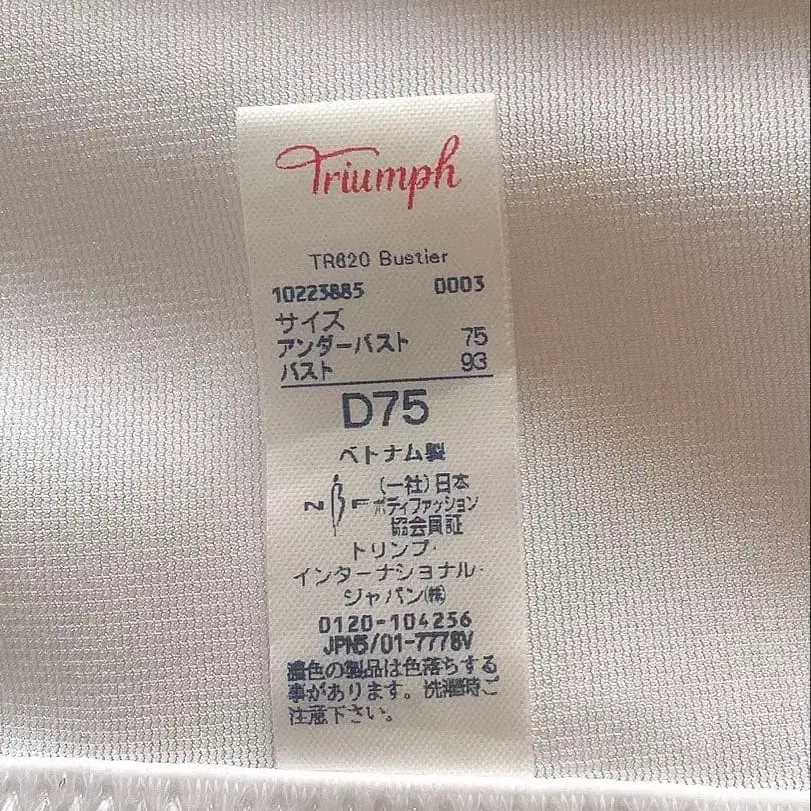 Triumph
TR620 Bustier
10223885 0003
サイズ
アンダーバスト 75
バスト 93
D75
ベトナム製
(一社)日本
NBF ボディファッション
協会員証
トリンプ・
インターナショナル・
ジャパン㈱
0120-104256
JPN5/01-7778V
濃色の製品は色落ちする
事があります。洗濯時ご
注意下さい。